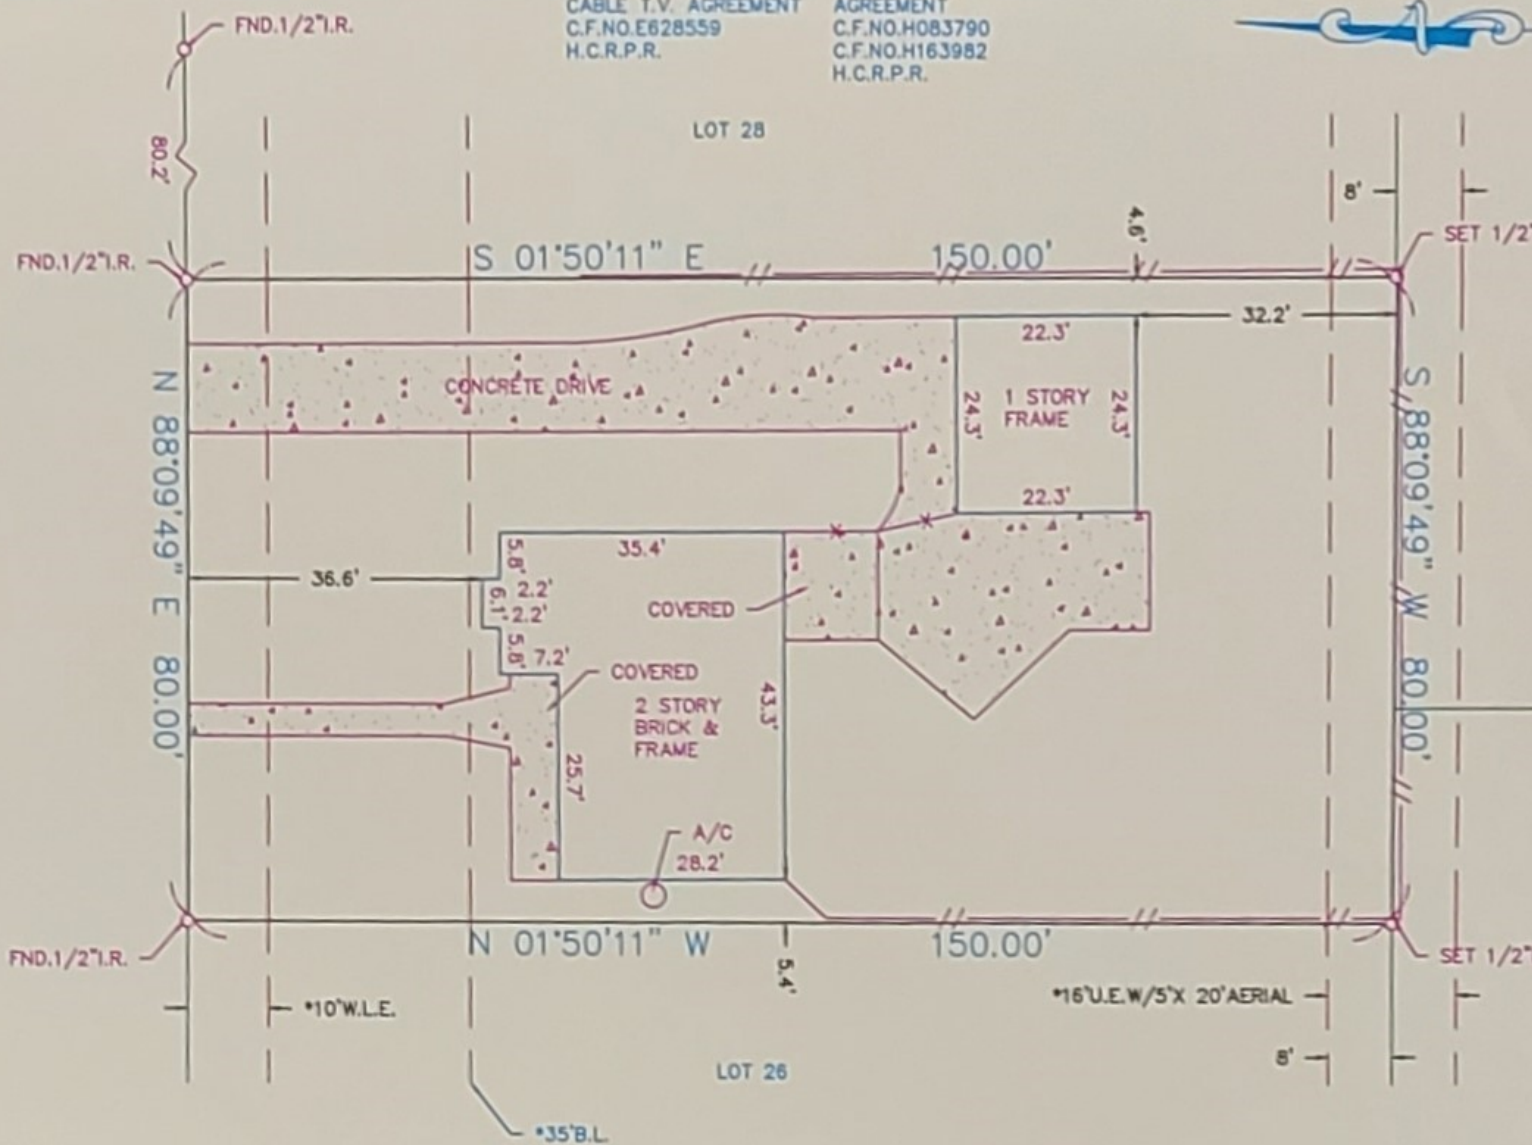 CABLE T.V. AGREEMENT
C.F.NO.E628559
H.C.R.P.R.
AGREEMENT
C.F.NO.H083790
C.F.NO.H163982
H.C.R.P.R.
FND.1/2"I.R.
LOT 28
80.2'
8'
4.6'
SET 1/2"
FND.1/2"I.R.
S 01°50'11" E 150.00'
32.2'
22.3'
CONCRETE DRIVE
24.3'
1 STORY
FRAME
24.3'
22.3'
N 88°09'49" E 80.00'
S 88°09'49" W 80.00'
35.4'
5.8'
36.6'
2.2'
6.1'
2.2'
COVERED
5.8'
7.2'
COVERED
2 STORY
BRICK &
FRAME
43.3'
25.7'
A/C
28.2'
N 01°50'11" W 150.00'
5.4'
FND.1/2"I.R.
SET 1/2"
*10'W.L.E.
*16'U.E.W/5'X 20'AERIAL
8'
LOT 26
*35'B.L.